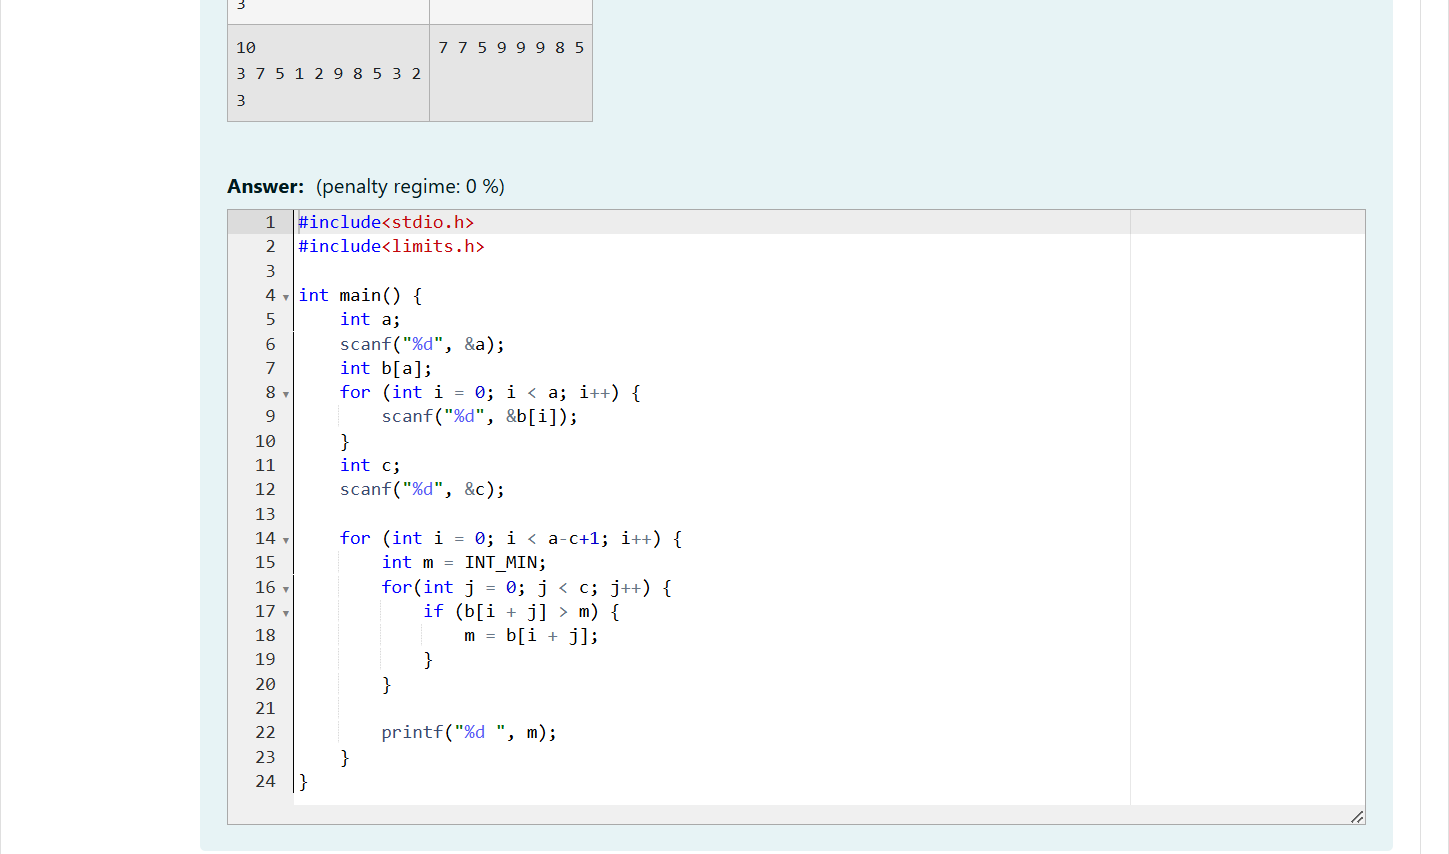 3
10
3 7 5 1 2 9 8 5 3 2
3
7 7 5 9 9 9 8 5
Answer: (penalty regime: 0 %)
1 #include<stdio.h>
2 #include<limits.h>
3
4 int main() {
5     int a;
6     scanf("%d", &a);
7     int b[a];
8     for (int i = 0; i < a; i++) {
9         scanf("%d", &b[i]);
10     }
11     int c;
12     scanf("%d", &c);
13
14     for (int i = 0; i < a-c+1; i++) {
15         int m = INT_MIN;
16         for(int j = 0; j < c; j++) {
17             if (b[i + j] > m) {
18                 m = b[i + j];
19             }
20         }
21
22         printf("%d ", m);
23     }
24 }